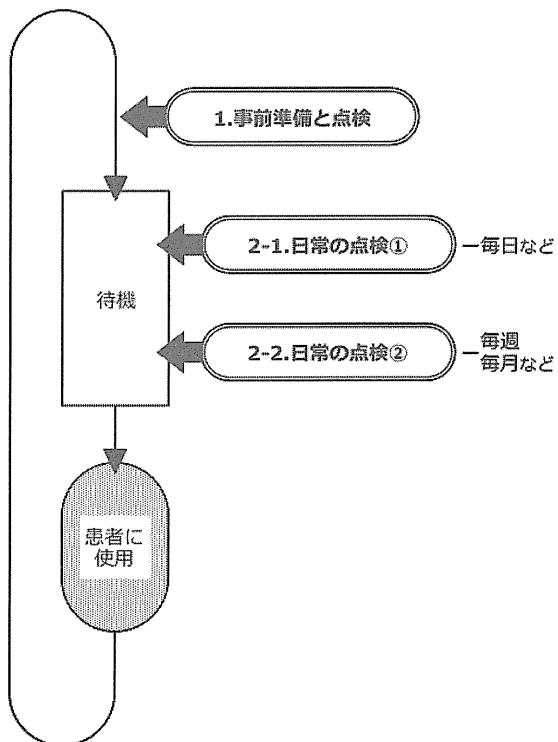 1.事前準備と点検
2-1.日常の点検①
毎日など
待機
2-2.日常の点検②
毎週
毎月など
患者に
使用